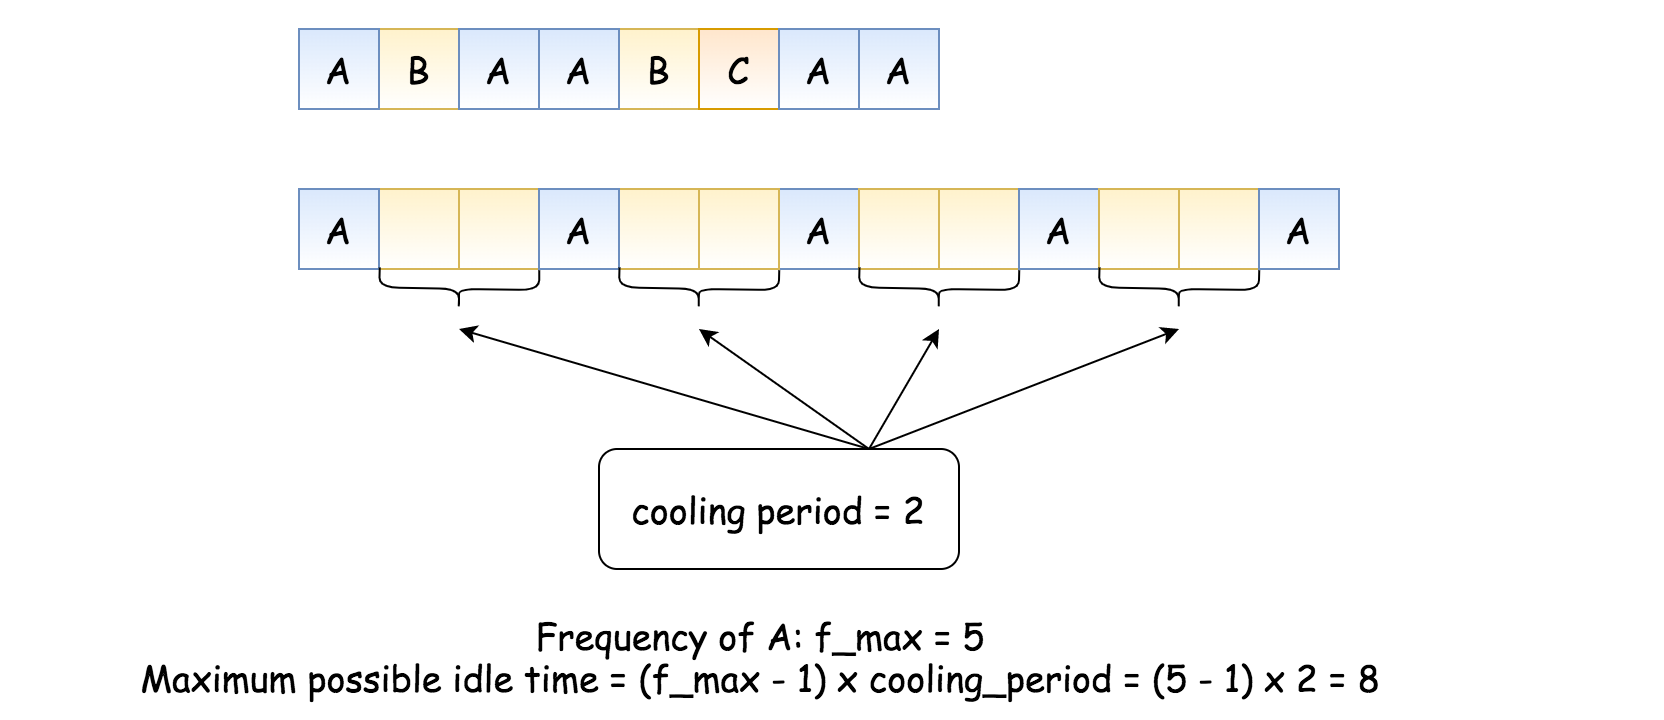 A B A A B C A A
A A A A A
cooling period = 2
Frequency of A: f_max = 5
Maximum possible idle time = (f_max - 1) x cooling_period = (5 - 1) x 2 = 8